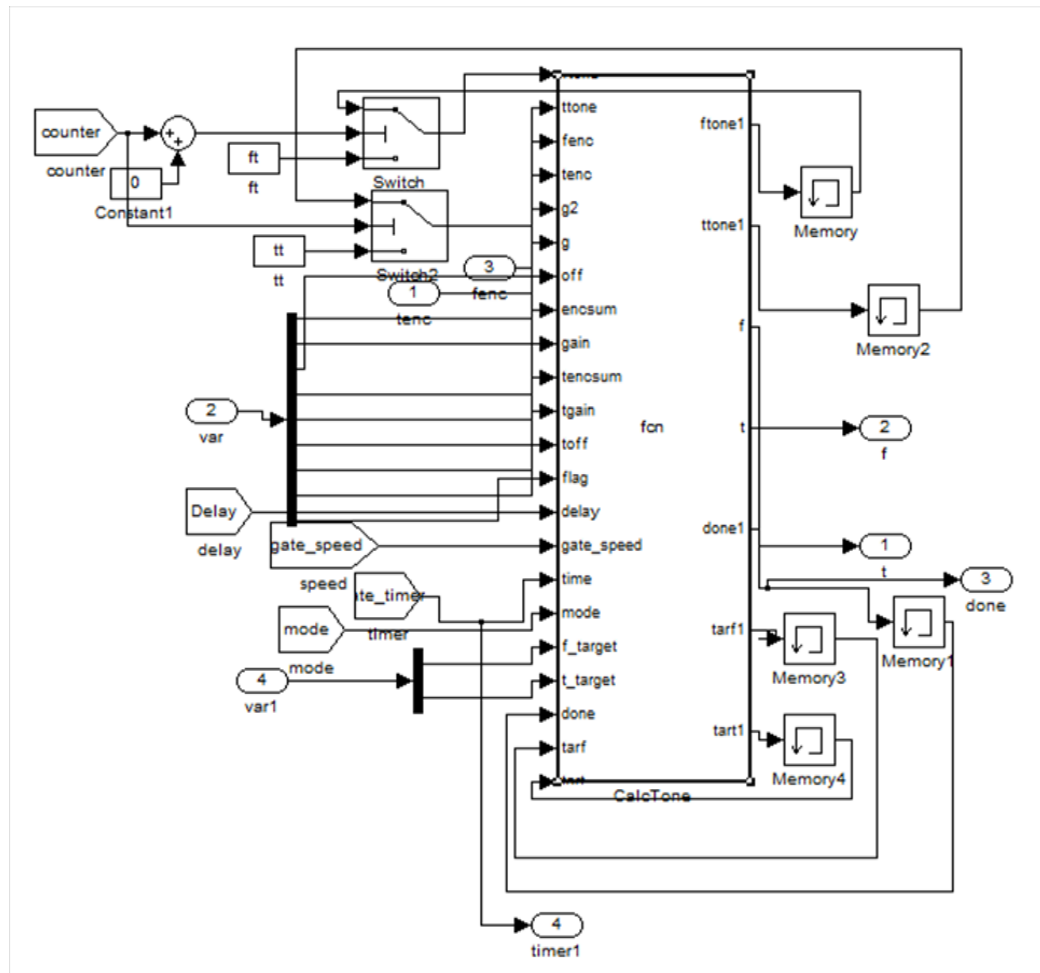 counter
counter
0
Constant1
ft
ft
Switch
tt
tt
Switch2
3
fenc
1
tenc
2
var
Delay
delay
gate_speed
speed
timer
mode
mode
4
var1
ttone
fenc
tenc
g2
g
off
encsum
gain
tencsum
tgain
toff
flag
delay
gate_speed
time
mode
f_target
t_target
done
tarf
fcn
CalcTone
ftone1
ttone1
f
t
done1
tarf1
tart1
Memory
Memory2
2
f
1
t
3
done
Memory1
Memory3
Memory4
4
timer1